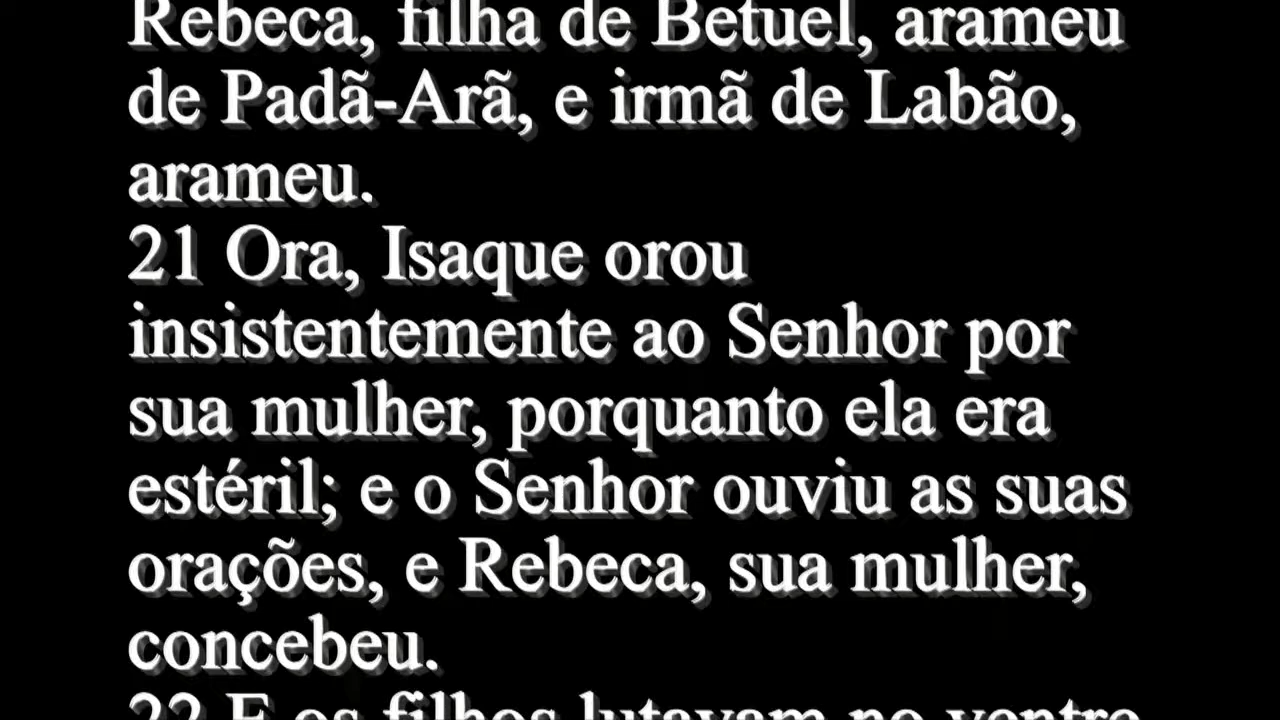 Rebeca, filha de Betuel, arameu
de Padã-Arã, e irmã de Labão,
arameu.
21 Ora, Isaque orou
insistentemente ao Senhor por
sua mulher, porquanto ela era
estéril; e o Senhor ouviu as suas
orações, e Rebeca, sua mulher,
concebeu.
22 E os filhos lutavam no ventre